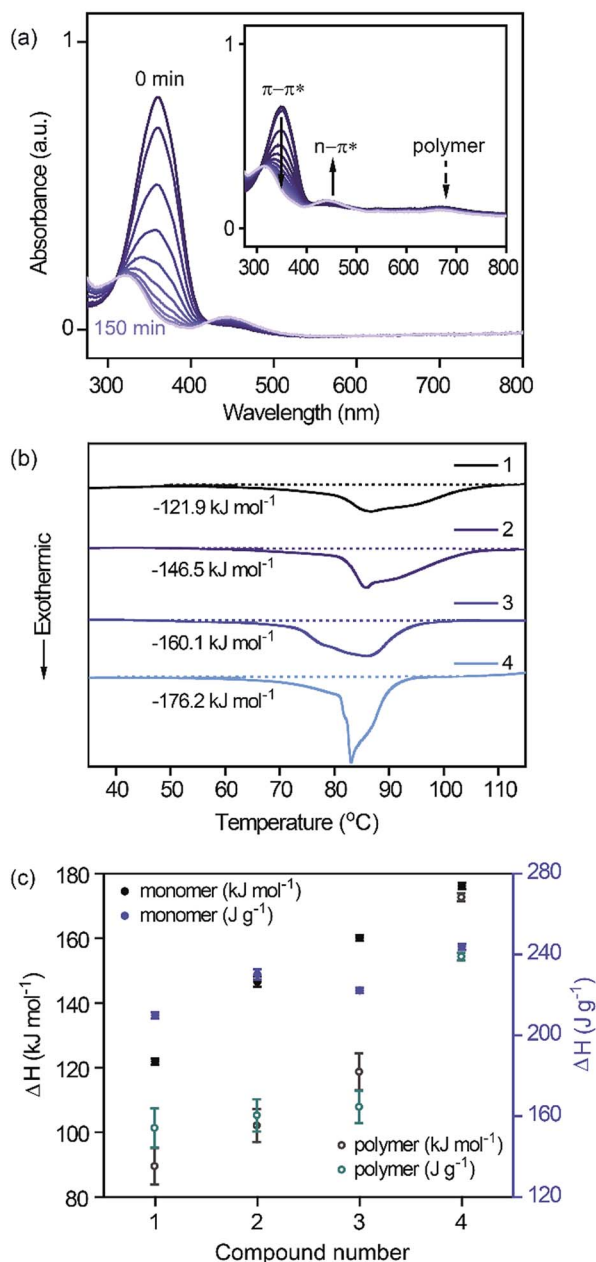 (a)
1
0
Absorbance (a.u.)
0 min
150 min
300 400 500 600 700 800
Wavelength (nm)
1
0
π–π*
n–π*
polymer
300 400 500 600 700 800
(b)
1
-121.9 kJ mol⁻¹
2
-146.5 kJ mol⁻¹
3
-160.1 kJ mol⁻¹
4
-176.2 kJ mol⁻¹
Exothermic
40 50 60 70 80 90 100 110
Temperature (°C)
(c)
180
160
140
120
100
80
ΔH (kJ mol⁻¹)
monomer (kJ mol⁻¹)
monomer (J g⁻¹)
polymer (kJ mol⁻¹)
polymer (J g⁻¹)
280
240
200
160
120
ΔH (J g⁻¹)
1 2 3 4
Compound number